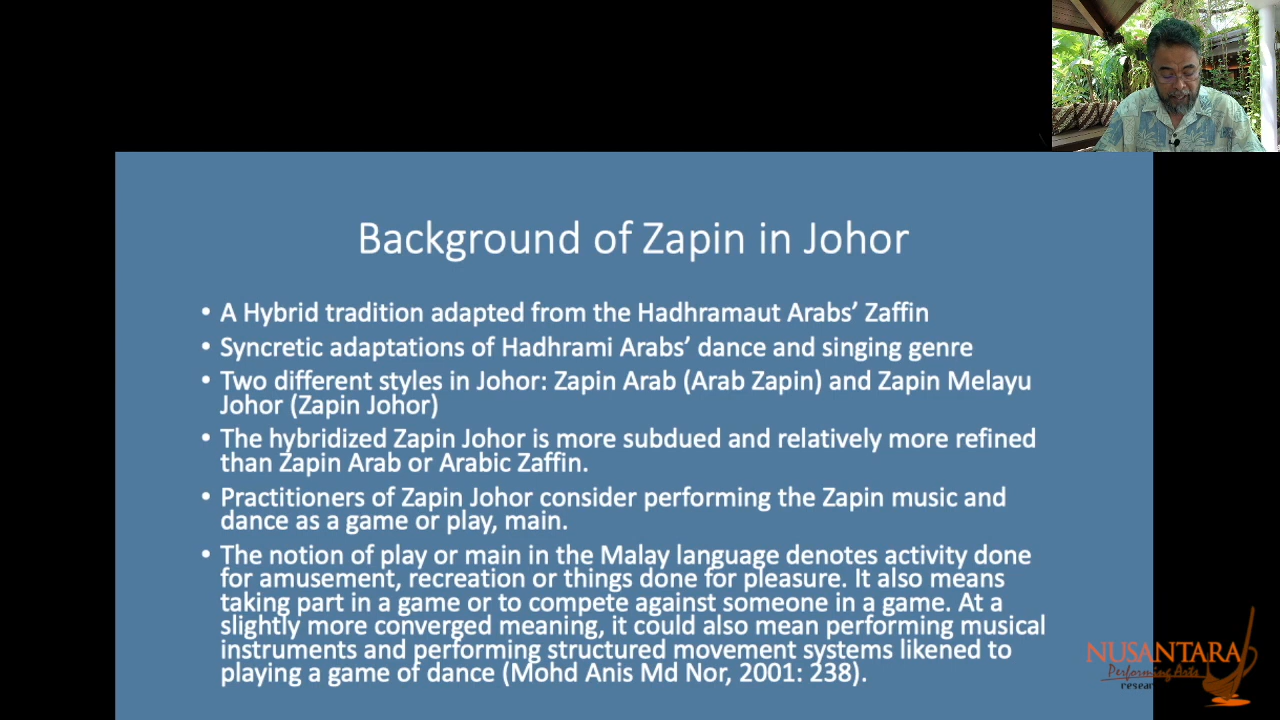 Background of Zapin in Johor
• A Hybrid tradition adapted from the Hadhramaut Arabs’ Zaffin
• Syncretic adaptations of Hadhrami Arabs’ dance and singing genre
• Two different styles in Johor: Zapin Arab (Arab Zapin) and Zapin Melayu
Johor (Zapin Johor)
• The hybridized Zapin Johor is more subdued and relatively more refined
than Zapin Arab or Arabic Zaffin.
• Practitioners of Zapin Johor consider performing the Zapin music and
dance as a game or play, main.
• The notion of play or main in the Malay language denotes activity done
for amusement, recreation or things done for pleasure. It also means
taking part in a game or to compete against someone in a game. At a
slightly more converged meaning, it could also mean performing musical
instruments and performing structured movement systems likened to
playing a game of dance (Mohd Anis Md Nor, 2001: 238).
NUSANTARA
Performing Arts